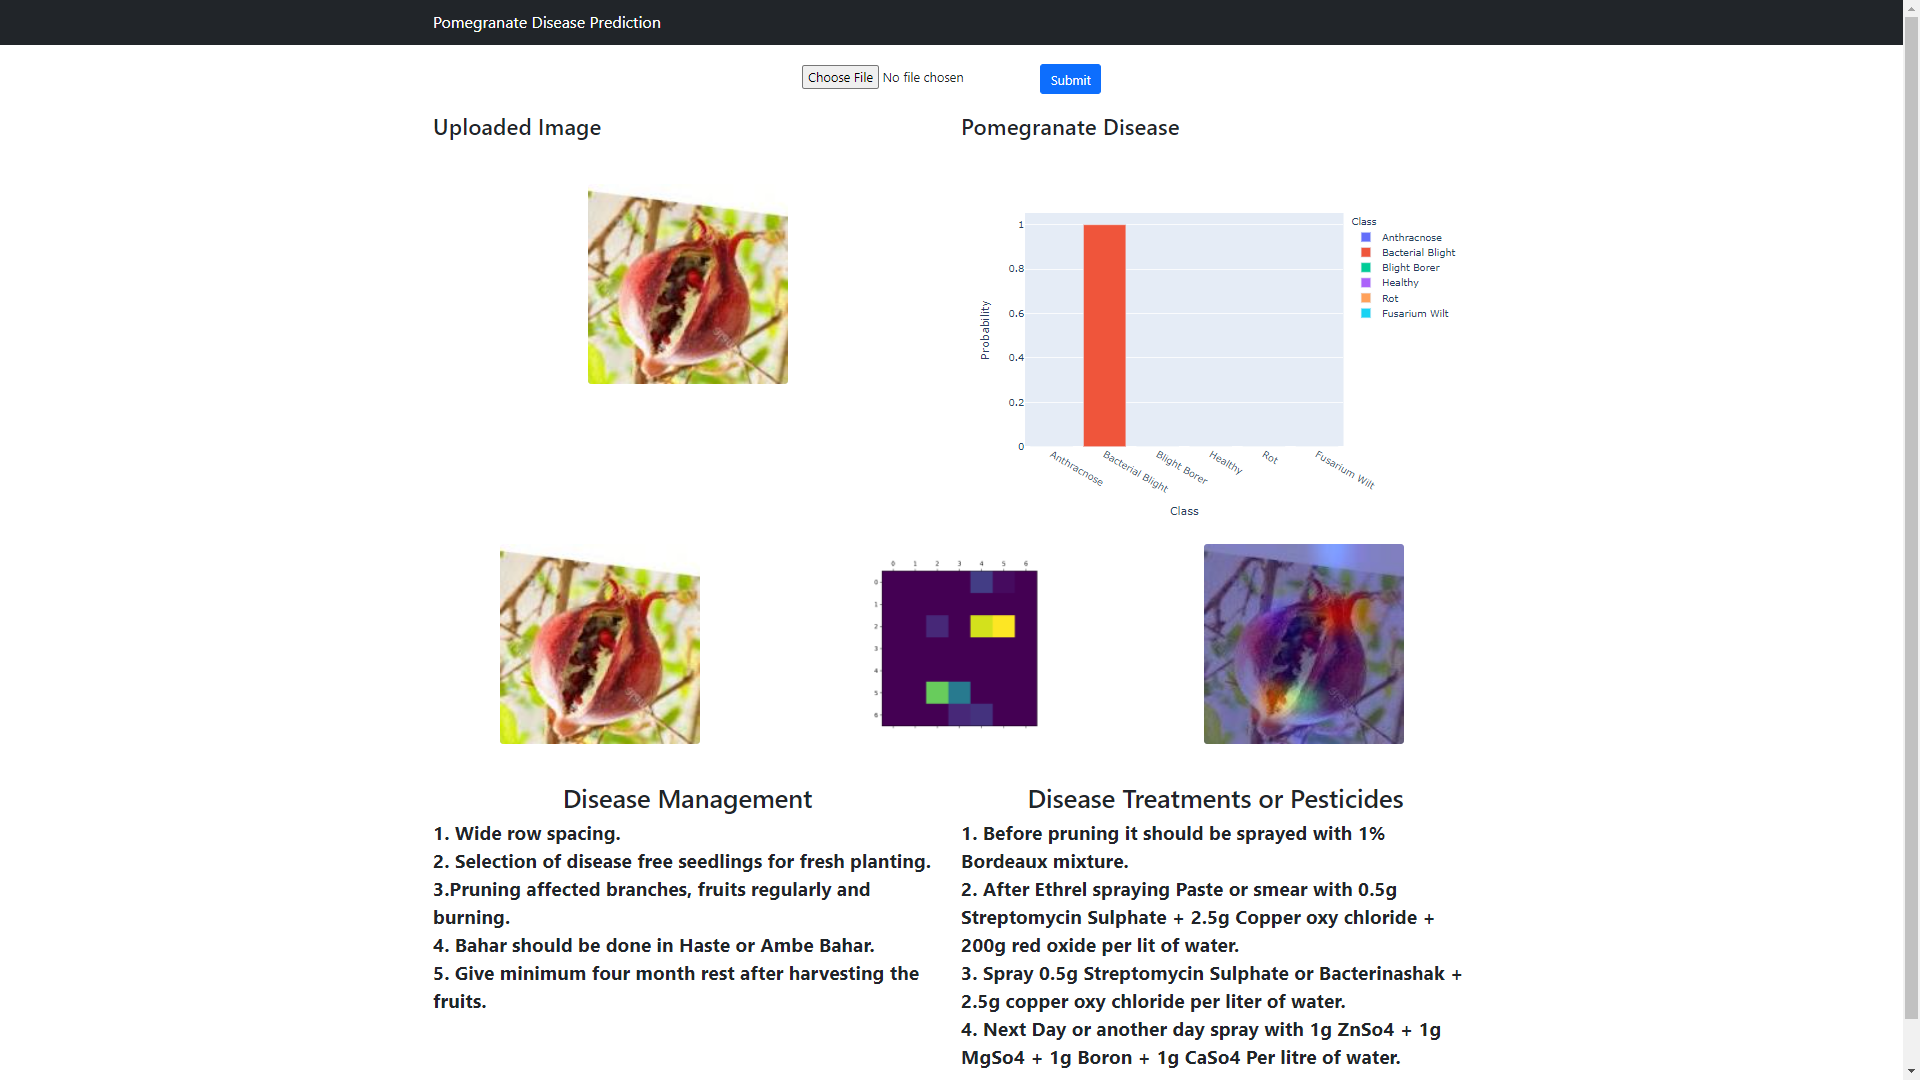 Pomegranate Disease Prediction
Choose File No file chosen
Submit
Uploaded Image
Pomegranate Disease
1
0.8
0.6
0.4
0.2
0
Probability
Anthracnose
Bacterial Blight
Blight Borer
Healthy
Rot
Fusarium Wilt
Class
Class
Anthracnose
Bacterial Blight
Blight Borer
Healthy
Rot
Fusarium Wilt
0 1 2 3 4 5 6
0
1
2
3
4
5
6
Disease Management
1. Wide row spacing.
2. Selection of disease free seedlings for fresh planting.
3.Pruning affected branches, fruits regularly and
burning.
4. Bahar should be done in Haste or Ambe Bahar.
5. Give minimum four month rest after harvesting the
fruits.
Disease Treatments or Pesticides
1. Before pruning it should be sprayed with 1%
Bordeaux mixture.
2. After Ethrel spraying Paste or smear with 0.5g
Streptomycin Sulphate + 2.5g Copper oxy chloride +
200g red oxide per lit of water.
3. Spray 0.5g Streptomycin Sulphate or Bacterinashak +
2.5g copper oxy chloride per liter of water.
4. Next Day or another day spray with 1g ZnSo4 + 1g
MgSo4 + 1g Boron + 1g CaSo4 Per litre of water.